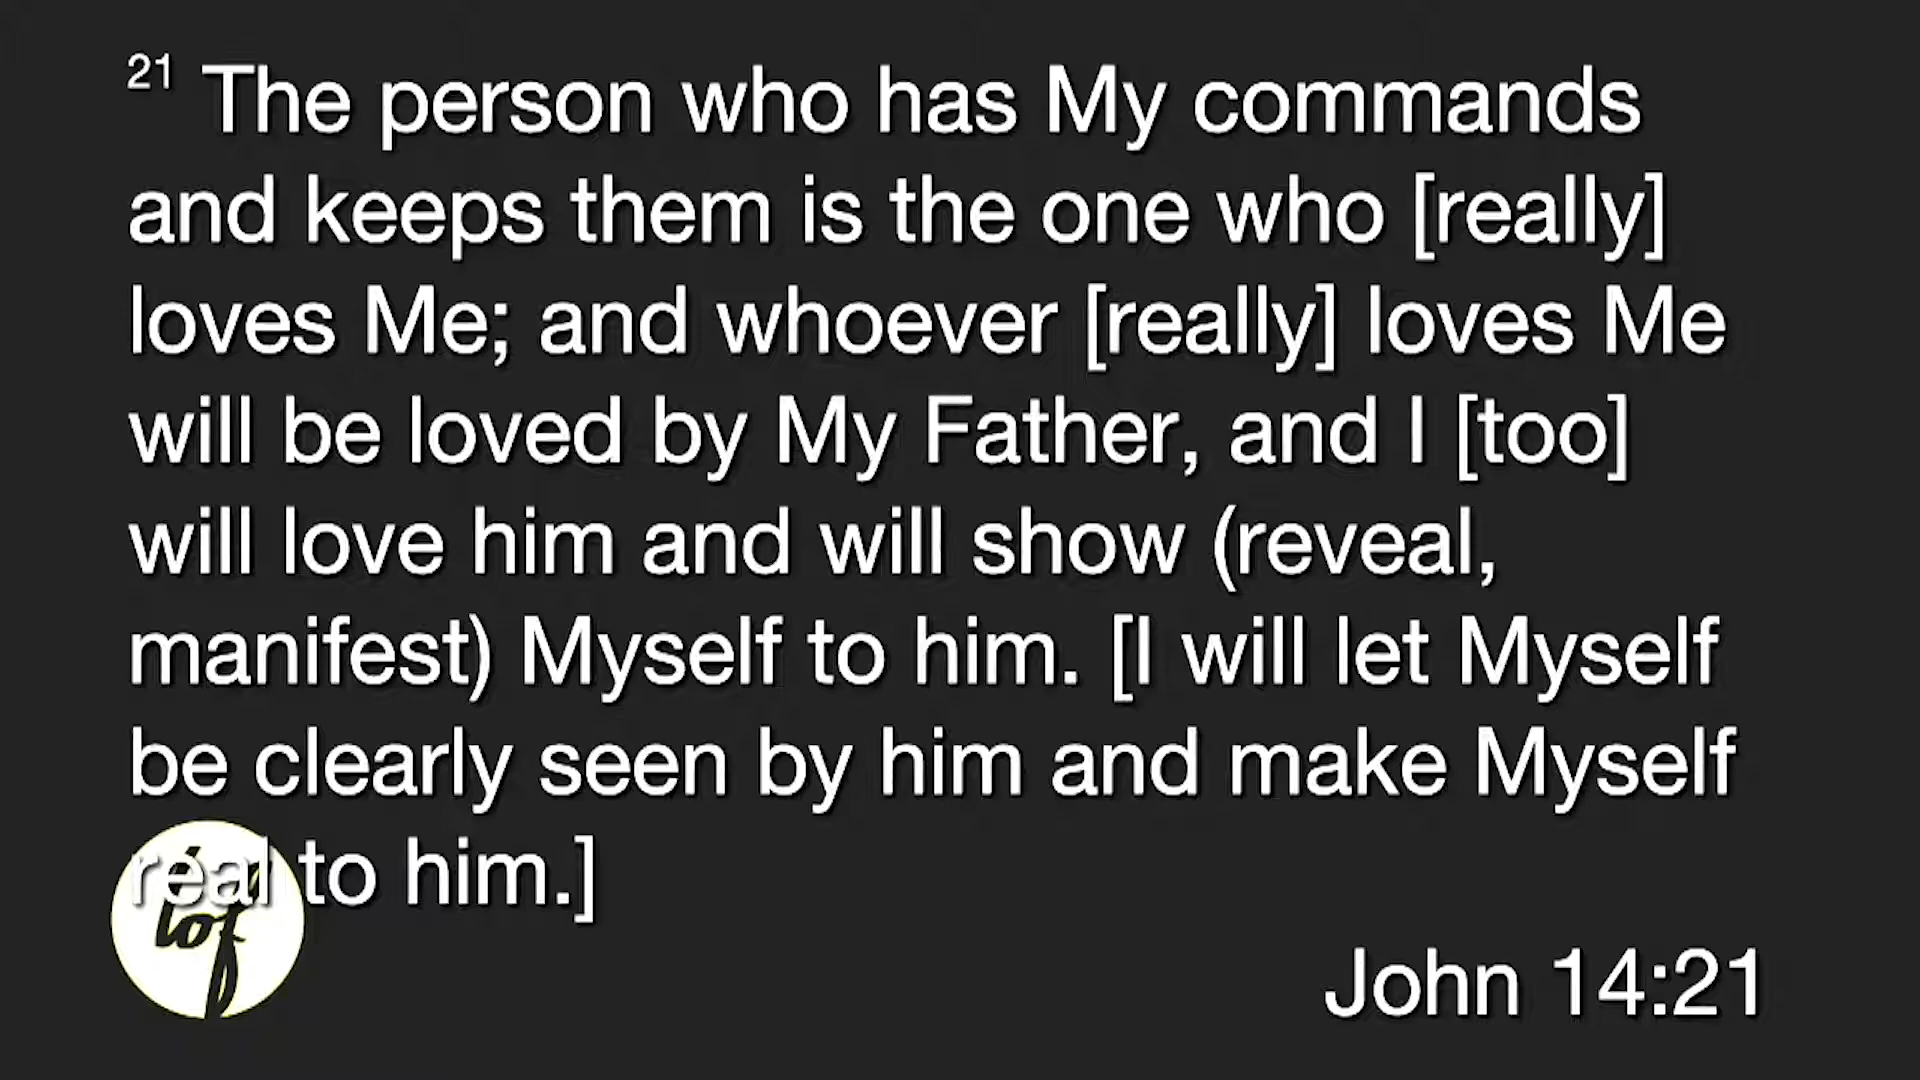 21 The person who has My commands
and keeps them is the one who [really]
loves Me; and whoever [really] loves Me
will be loved by My Father, and I [too]
will love him and will show (reveal,
manifest) Myself to him. [I will let Myself
be clearly seen by him and make Myself
real to him.]
lof
John 14:21